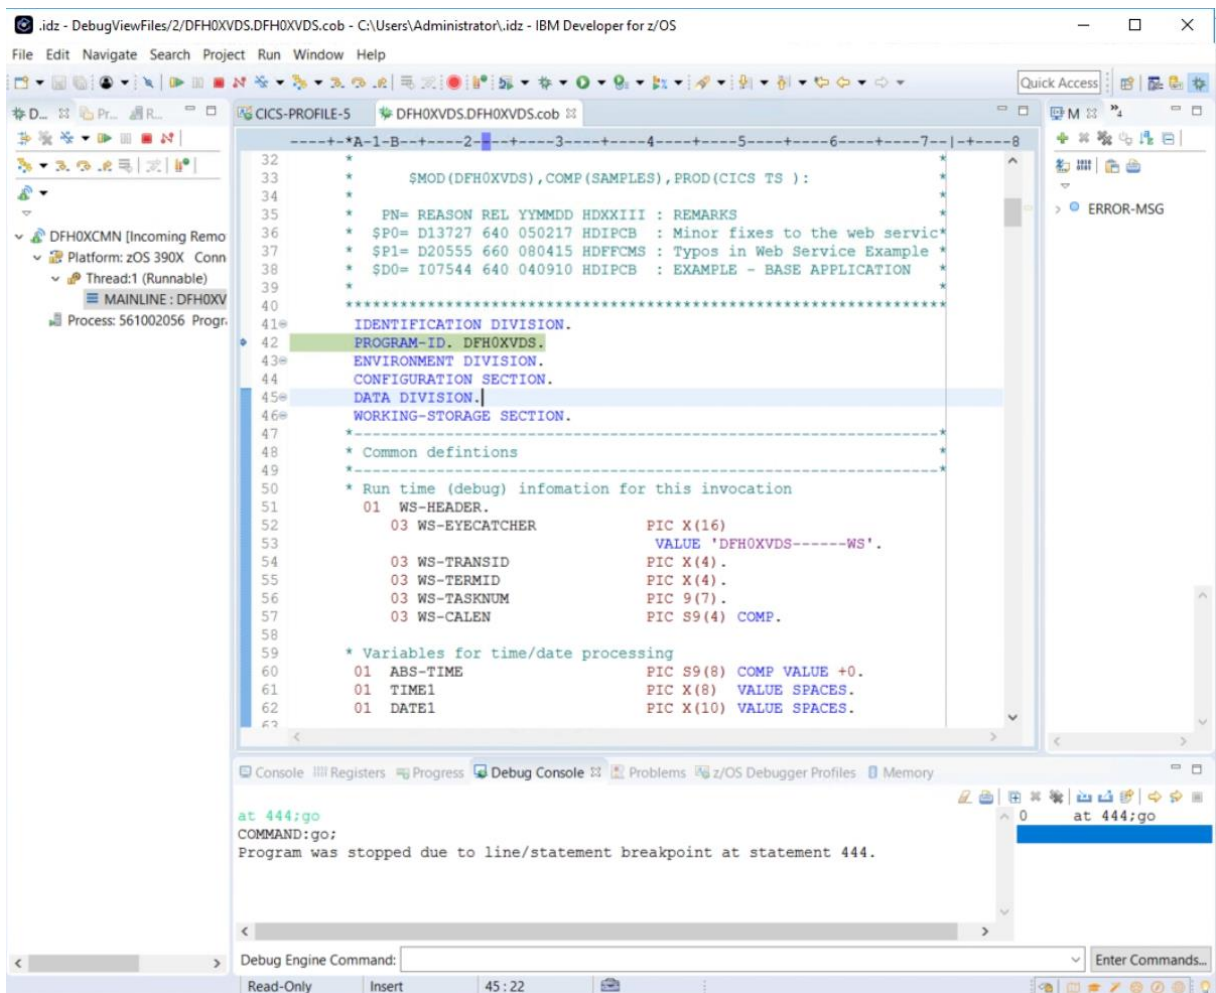 .idz - DebugViewFiles/2/DFH0XVDS.DFH0XVDS.cob - C:\Users\Administrator\.idz - IBM Developer for z/OS
File Edit Navigate Search Project Run Window Help
Quick Access
D... Pr... R...
CICS-PROFILE-5 DFH0XVDS.DFH0XVDS.cob
M »4
----+-*A-1-B--+----2----+----3----+----4----+----5----+----6----+----7--|-+----8
DFH0XCMN [Incoming Remo
Platform: zOS 390X Conn
Thread:1 (Runnable)
MAINLINE : DFH0XV
Process: 561002056 Progr
32 * *
33 * $MOD(DFH0XVDS),COMP(SAMPLES),PROD(CICS TS ): *
34 * *
35 * PN= REASON REL YYMMDD HDXXIII : REMARKS *
36 * $P0= D13727 640 050217 HDIPCB : Minor fixes to the web servic*
37 * $P1= D20555 660 080415 HDFFCMS : Typos in Web Service Example *
38 * $D0= I07544 640 040910 HDIPCB : EXAMPLE - BASE APPLICATION *
39 * *
40 ******************************************************************
41 IDENTIFICATION DIVISION.
42 PROGRAM-ID. DFH0XVDS.
43 ENVIRONMENT DIVISION.
44 CONFIGURATION SECTION.
45 DATA DIVISION.
46 WORKING-STORAGE SECTION.
47 *----------------------------------------------------------------*
48 * Common defintions *
49 *----------------------------------------------------------------*
50 * Run time (debug) infomation for this invocation
51 01 WS-HEADER.
52 03 WS-EYECATCHER PIC X(16)
53 VALUE 'DFH0XVDS------WS'.
54 03 WS-TRANSID PIC X(4).
55 03 WS-TERMID PIC X(4).
56 03 WS-TASKNUM PIC 9(7).
57 03 WS-CALEN PIC S9(4) COMP.
58
59 * Variables for time/date processing
60 01 ABS-TIME PIC S9(8) COMP VALUE +0.
61 01 TIME1 PIC X(8) VALUE SPACES.
62 01 DATE1 PIC X(10) VALUE SPACES.
63
ERROR-MSG
Console Registers Progress Debug Console Problems z/OS Debugger Profiles Memory
at 444;go
COMMAND:go;
Program was stopped due to line/statement breakpoint at statement 444.
0 at 444;go
Debug Engine Command:
Enter Commands...
Read-Only Insert 45 : 22